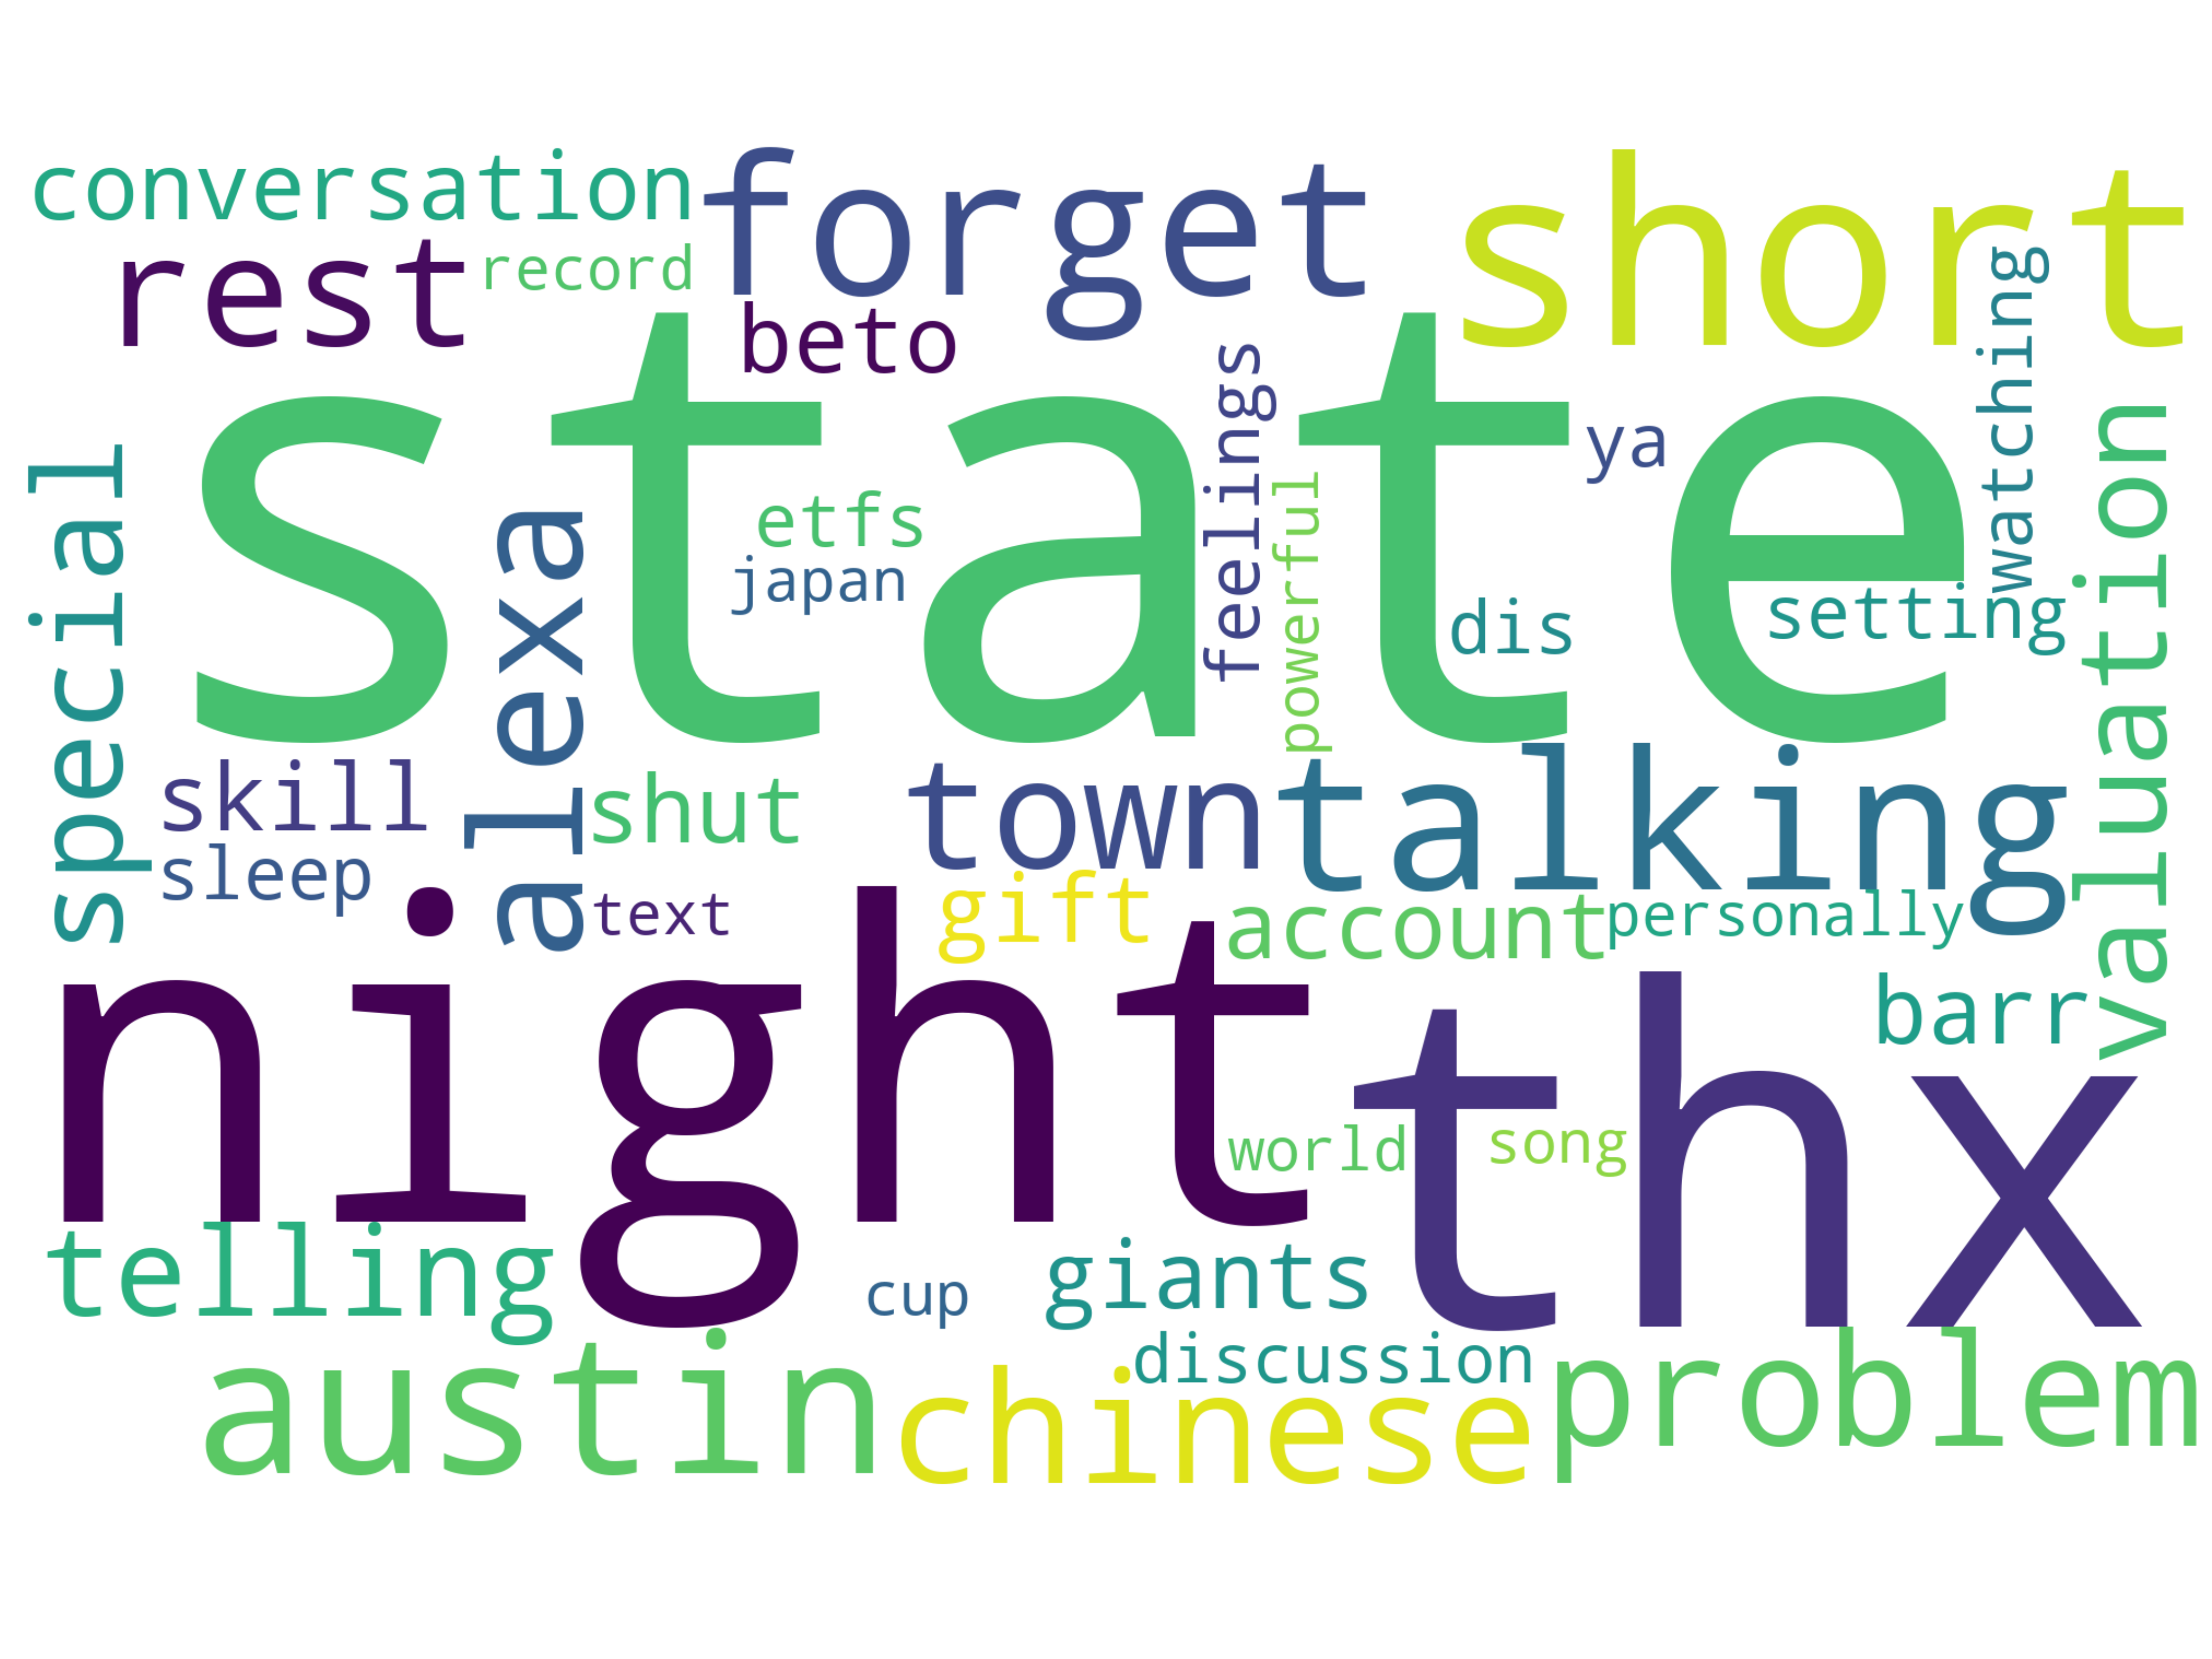 conversation
forget
short
rest
record
beto
state
watching
feelings
ya
special
valuation
etfs
alexa
powerful
japan
dis
setting
skill
shut
town
talking
sleep
text
gift
account
personally
night
barr
thx
world
song
telling
cup
giants
austin
discussion
chinese
problem